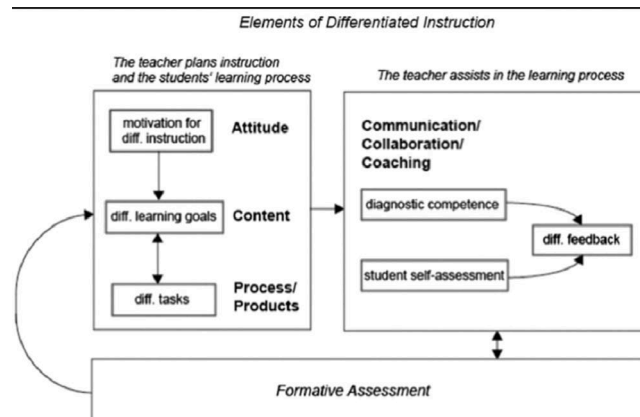 Elements of Differentiated Instruction
The teacher plans instruction
and the students' learning process
The teacher assists in the learning process
motivation for
diff. instruction
Attitude
diff. learning goals
Content
diff. tasks
Process/
Products
Communication/
Collaboration/
Coaching
diagnostic competence
diff. feedback
student self-assessment
Formative Assessment